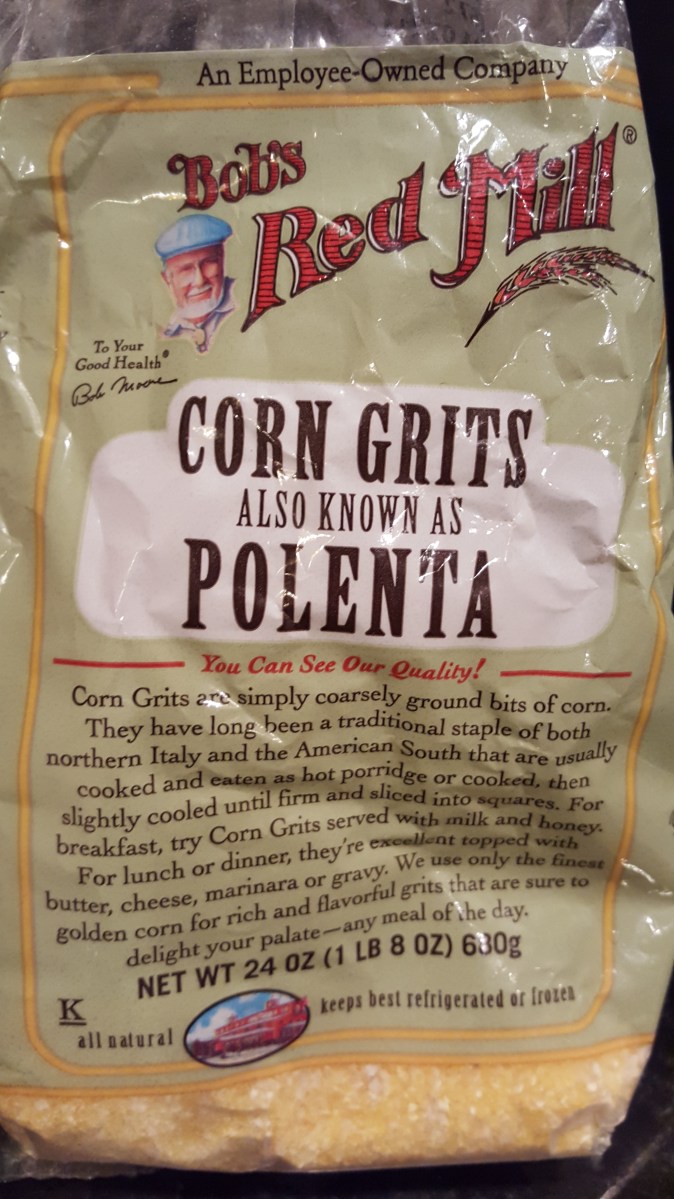 An Employee-Owned Company
Bob's
Red Mill®
To Your
Good Health®
Bob Moore
CORN GRITS
ALSO KNOWN AS
POLENTA
You Can See Our Quality!
Corn Grits are simply coarsely ground bits of corn.
They have long been a traditional staple of both
northern Italy and the American South that are usually
cooked and eaten as hot porridge or cooked, then
slightly cooled until firm and sliced into squares. For
breakfast, try Corn Grits served with milk and honey.
For lunch or dinner, they're excellent topped with
butter, cheese, marinara or gravy. We use only the finest
golden corn for rich and flavorful grits that are sure to
delight your palate—any meal of the day.
NET WT 24 OZ (1 LB 8 OZ) 680g
K
keeps best refrigerated or frozen
all natural